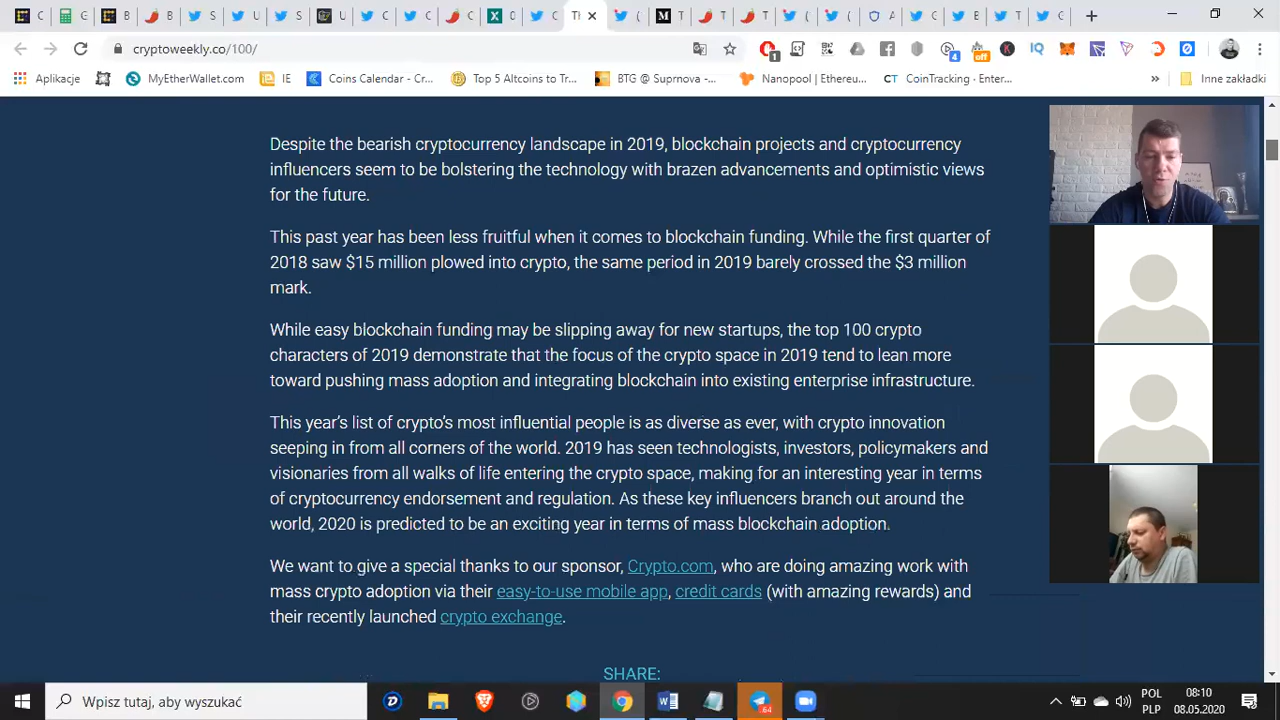 B S U S U C C C C T T T ( A ( B T C
cryptoweekly.co/100/
1 4 off
Aplikacje MyEtherWallet.com IE Coins Calendar - Cr... Top 5 Altcoins to Tr... BTG @ Suprnova -... Nanopool | Ethereu... CT CoinTracking - Enter... » Inne zakładki
Despite the bearish cryptocurrency landscape in 2019, blockchain projects and cryptocurrency
influencers seem to be bolstering the technology with brazen advancements and optimistic views
for the future.
This past year has been less fruitful when it comes to blockchain funding. While the first quarter of
2018 saw $15 million plowed into crypto, the same period in 2019 barely crossed the $3 million
mark.
While easy blockchain funding may be slipping away for new startups, the top 100 crypto
characters of 2019 demonstrate that the focus of the crypto space in 2019 tend to lean more
toward pushing mass adoption and integrating blockchain into existing enterprise infrastructure.
This year's list of crypto's most influential people is as diverse as ever, with crypto innovation
seeping in from all corners of the world. 2019 has seen technologists, investors, policymakers and
visionaries from all walks of life entering the crypto space, making for an interesting year in terms
of cryptocurrency endorsement and regulation. As these key influencers branch out around the
world, 2020 is predicted to be an exciting year in terms of mass blockchain adoption.
We want to give a special thanks to our sponsor, Crypto.com, who are doing amazing work with
mass crypto adoption via their easy-to-use mobile app, credit cards (with amazing rewards) and
their recently launched crypto exchange.
SHARE:
Wpisz tutaj, aby wyszukać
64
POL
PLP
08:10
08.05.2020